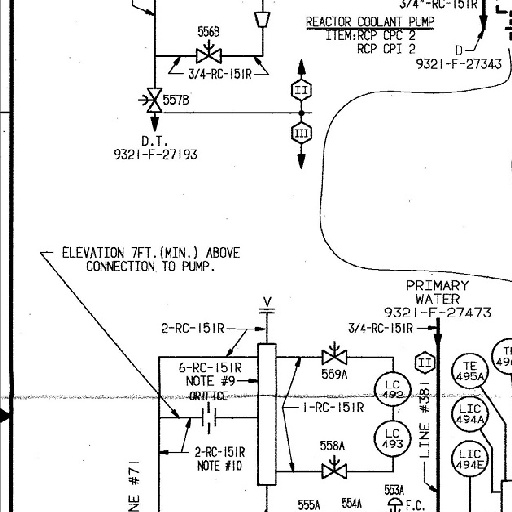 3/4"-RC-151R
REACTOR COOLANT PUMP
ITEM:RCP CPC 2
RCP CPI 2
D
9321-F-27343
556B
3/4-RC-151R
557B
II
III
D.T.
9321-F-27193
ELEVATION 7FT.(MIN.) ABOVE
CONNECTION TO PUMP.
PRIMARY
WATER
9321-F-27473
3/4-RC-151R
V
2-RC-151R
6-RC-151R
NOTE #9
ORIFICE
559A
II
TE
495A
LC
492
1-RC-151R
LINE #381
LIC
494A
LC
493
2-RC-151R
NOTE #10
558A
LIC
494E
NE #71
555A
554A
553A
F.C.